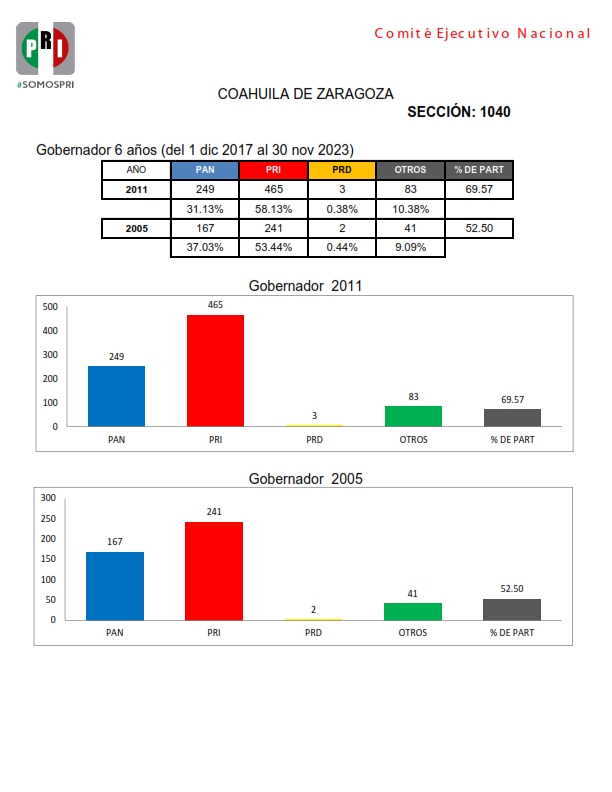 Comité Ejecutivo Nacional
PRI
#SOMOSPRI
COAHUILA DE ZARAGOZA
SECCIÓN: 1040
Gobernador 6 años (del 1 dic 2017 al 30 nov 2023)
AÑO PAN PRI PRD OTROS % DE PART
2011 249 465 3 83 69.57
31.13% 58.13% 0.38% 10.38%
2005 167 241 2 41 52.50
37.03% 53.44% 0.44% 9.09%
Gobernador 2011
500
400
300
200
100
0
249 465 3 83 69.57
PAN PRI PRD OTROS % DE PART
Gobernador 2005
300
250
200
150
100
50
0
167 241 2 41 52.50
PAN PRI PRD OTROS % DE PART